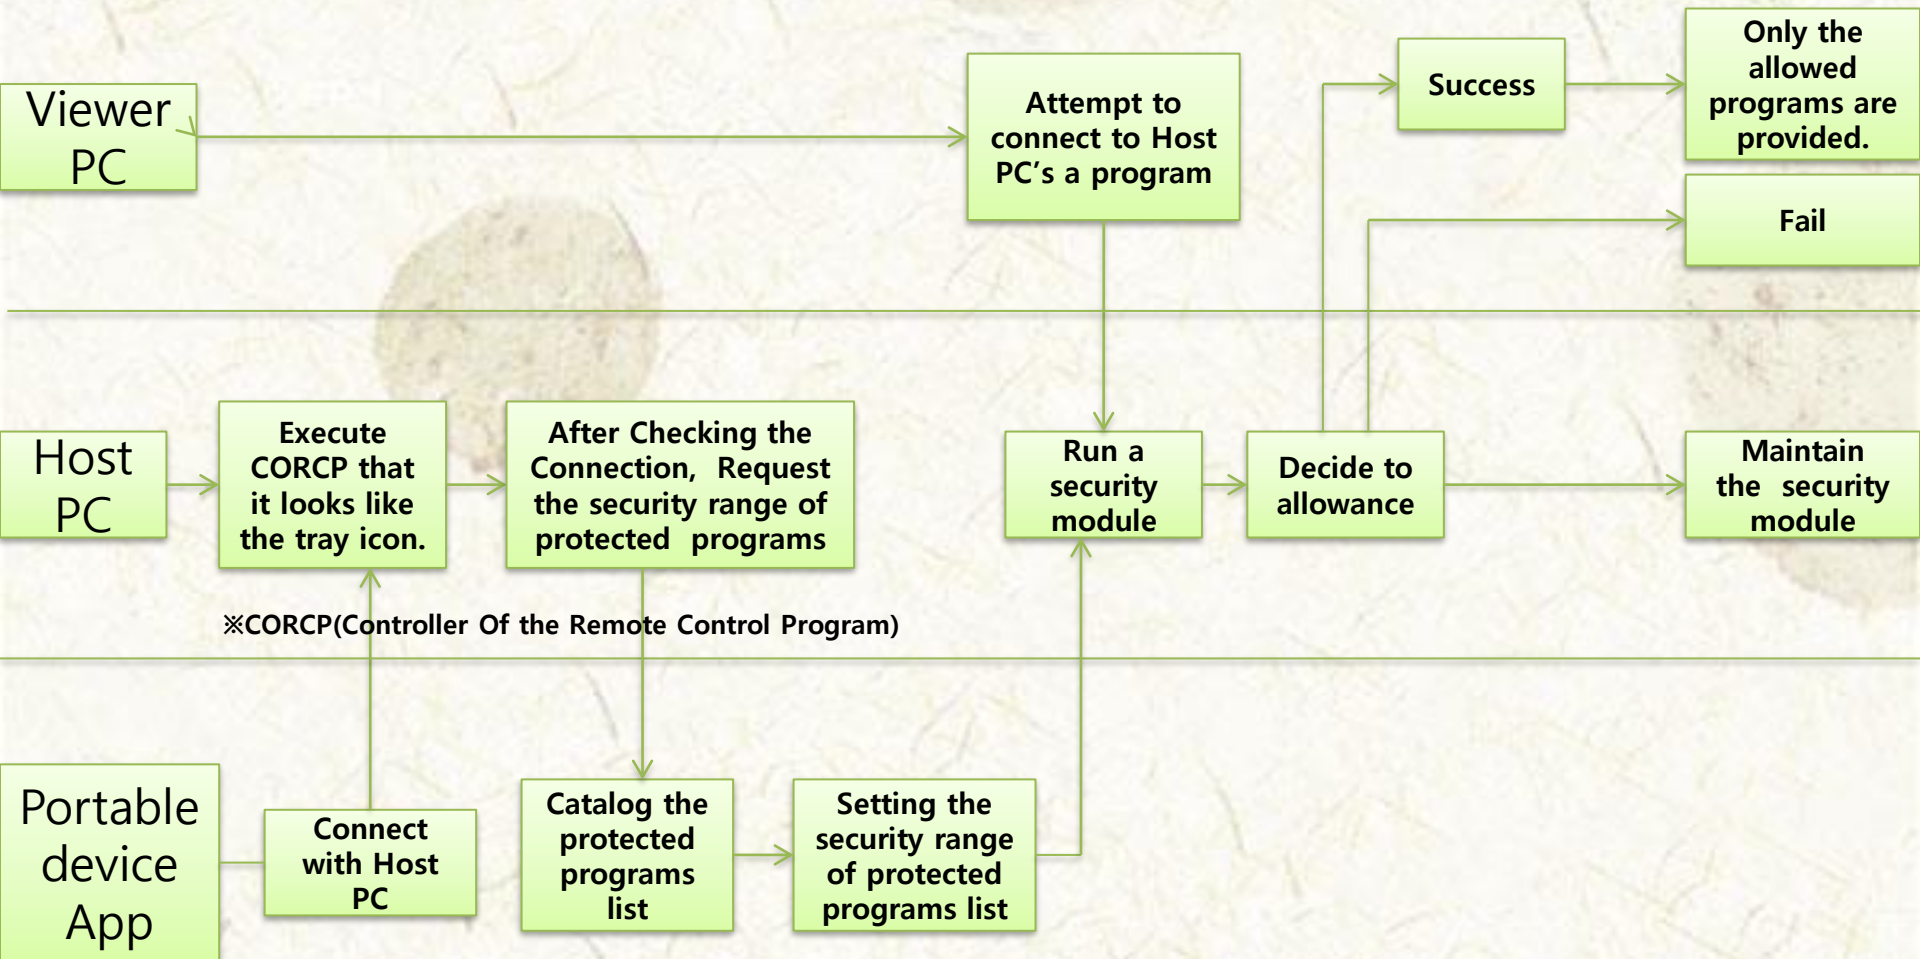 Viewer
PC
Attempt to
connect to Host
PC's a program
Success
Only the
allowed
programs are
provided.
Fail
Host
PC
Execute
CORCP that
it looks like
the tray icon.
After Checking the
Connection, Request
the security range of
protected programs
Run a
security
module
Decide to
allowance
Maintain
the security
module
※CORCP(Controller Of the Remote Control Program)
Portable
device
App
Connect
with Host
PC
Catalog the
protected
programs
list
Setting the
security range
of protected
programs list